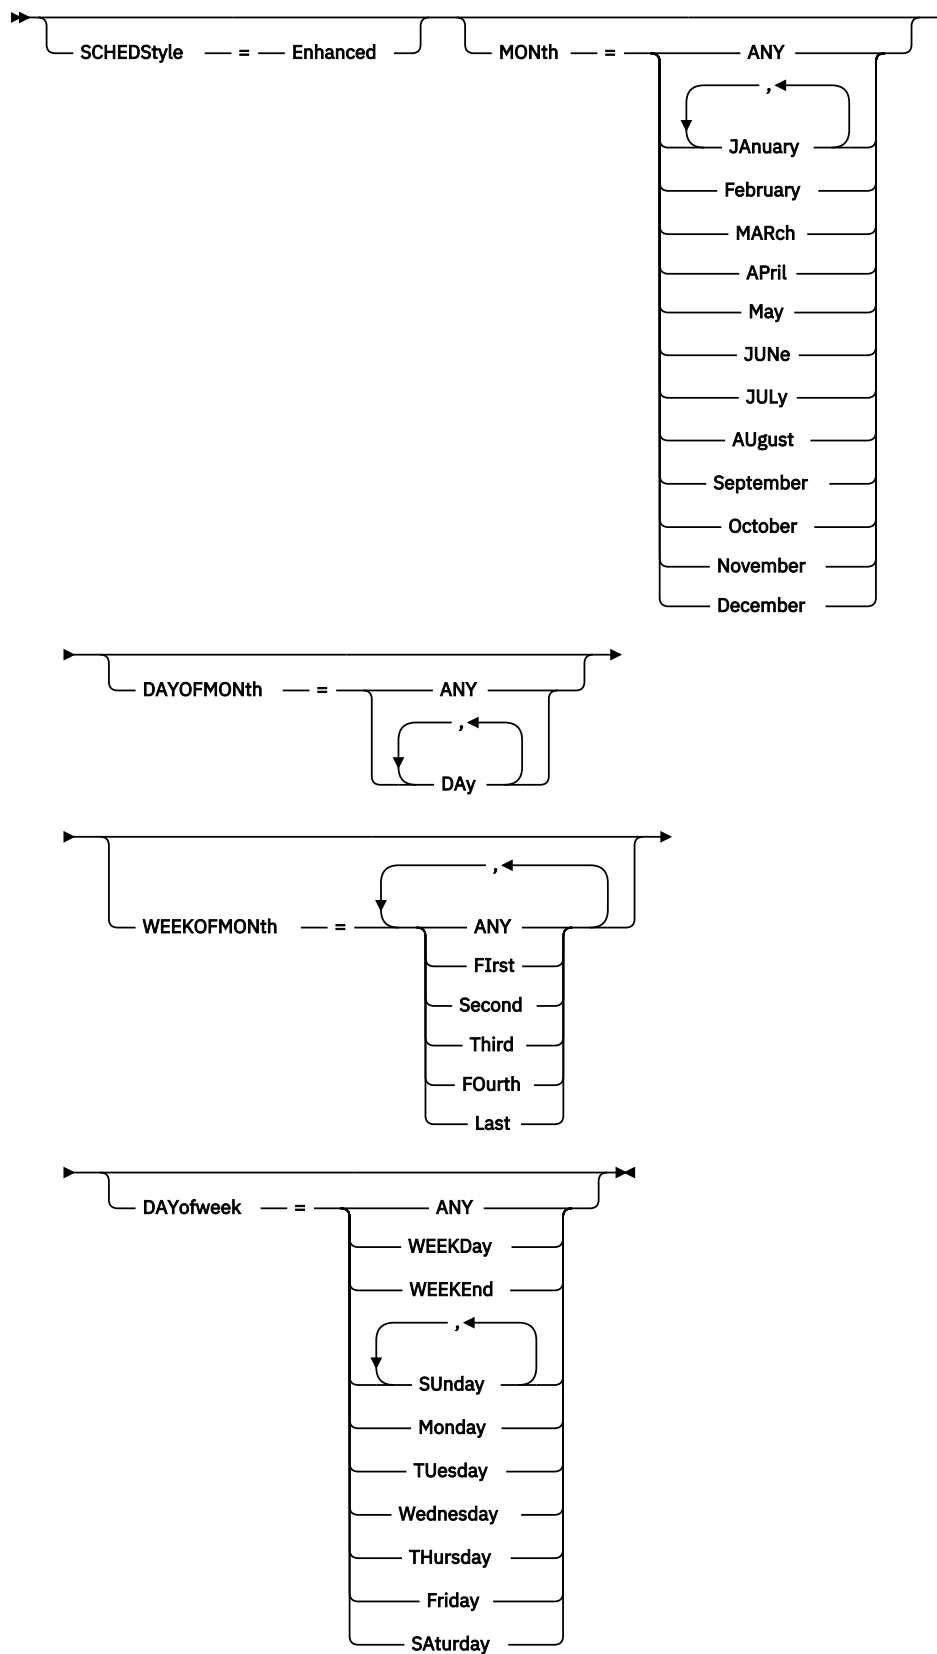 SCHEDStyle = Enhanced MONth = ANY
,
JAnuary
February
MARch
APril
May
JUNe
JULy
AUgust
September
October
November
December
DAYOFMONth = ANY
,
DAy
,
WEEKOFMONth = ANY
FIrst
Second
Third
FOurth
Last
DAYofweek = ANY
WEEKDay
WEEKEnd
,
SUnday
Monday
TUesday
Wednesday
THursday
Friday
SAturday